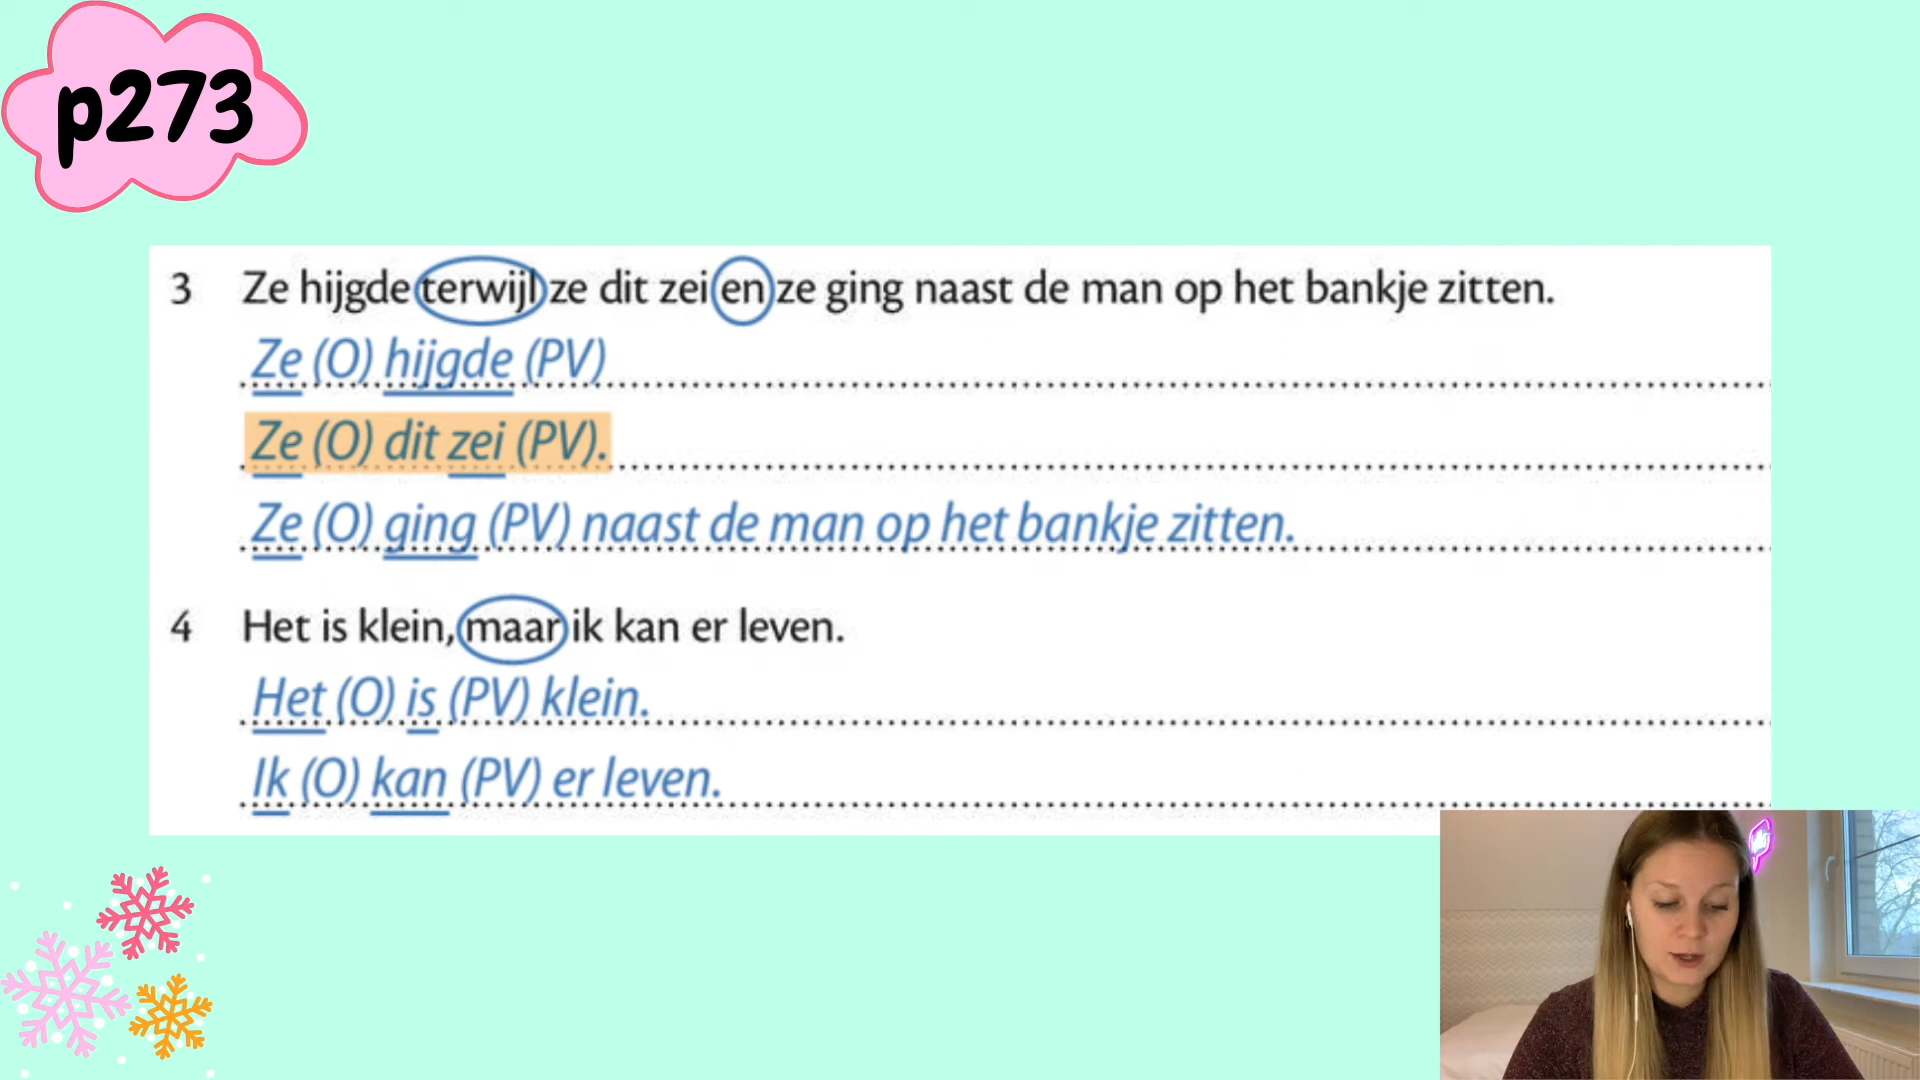 p273
3 Ze hijgde terwijl ze dit zei en ze ging naast de man op het bankje zitten.
Ze (O) hijgde (PV)
Ze (O) dit zei (PV).
Ze (O) ging (PV) naast de man op het bankje zitten.
4 Het is klein, maar ik kan er leven.
Het (O) is (PV) klein.
Ik (O) kan (PV) er leven.